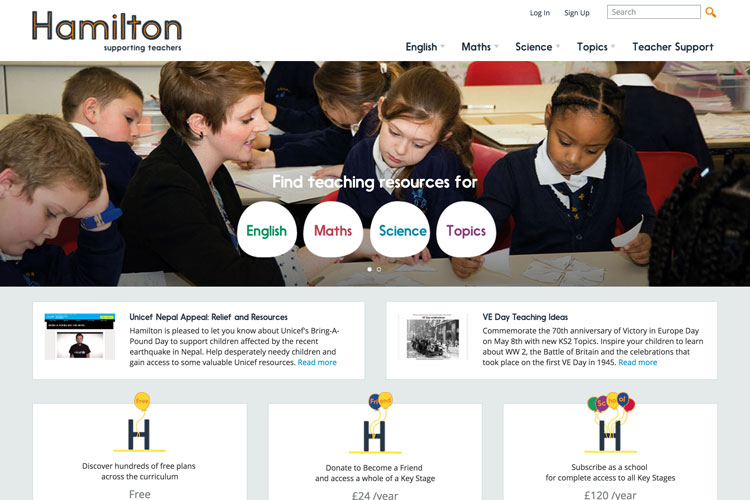 Hamilton
supporting teachers
Log In Sign Up Search
English Maths Science Topics Teacher Support
Find teaching resources for
English Maths Science Topics
Unicef Nepal Appeal: Relief and Resources
Hamilton is pleased to let you know about Unicef's Bring-A-
Pound Day to support children affected by the recent
earthquake in Nepal. Help desperately needy children and
gain access to some valuable Unicef resources. Read more
VE Day Teaching Ideas
Commemorate the 70th anniversary of Victory in Europe Day
on May 8th with new KS2 Topics. Inspire your children to learn
about WW 2, the Battle of Britain and the celebrations that
took place on the first VE Day in 1945. Read more
Free
H
Discover hundreds of free plans
across the curriculum
Free
Friend
H
Donate to Become a Friend
and access a whole of a Key Stage
£24 /year
H
Subscribe as a school
for complete access to all Key Stages
£120 /year